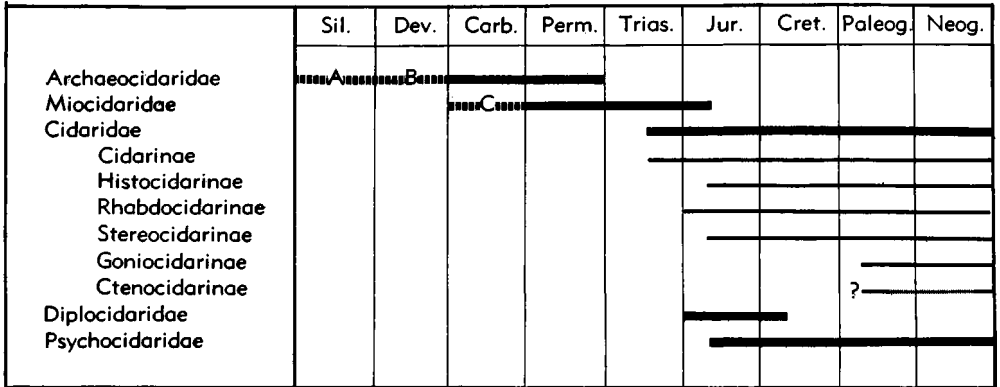 Sil. Dev. Carb. Perm. Trias. Jur. Cret. Paleog. Neog.
Archaeocidaridae A B
Miocidaridae C
Cidaridae
Cidarinae
Histocidarinae
Rhabdocidarinae
Stereocidarinae
Goniocidarinae
Ctenocidarinae ?
Diplocidaridae
Psychocidaridae